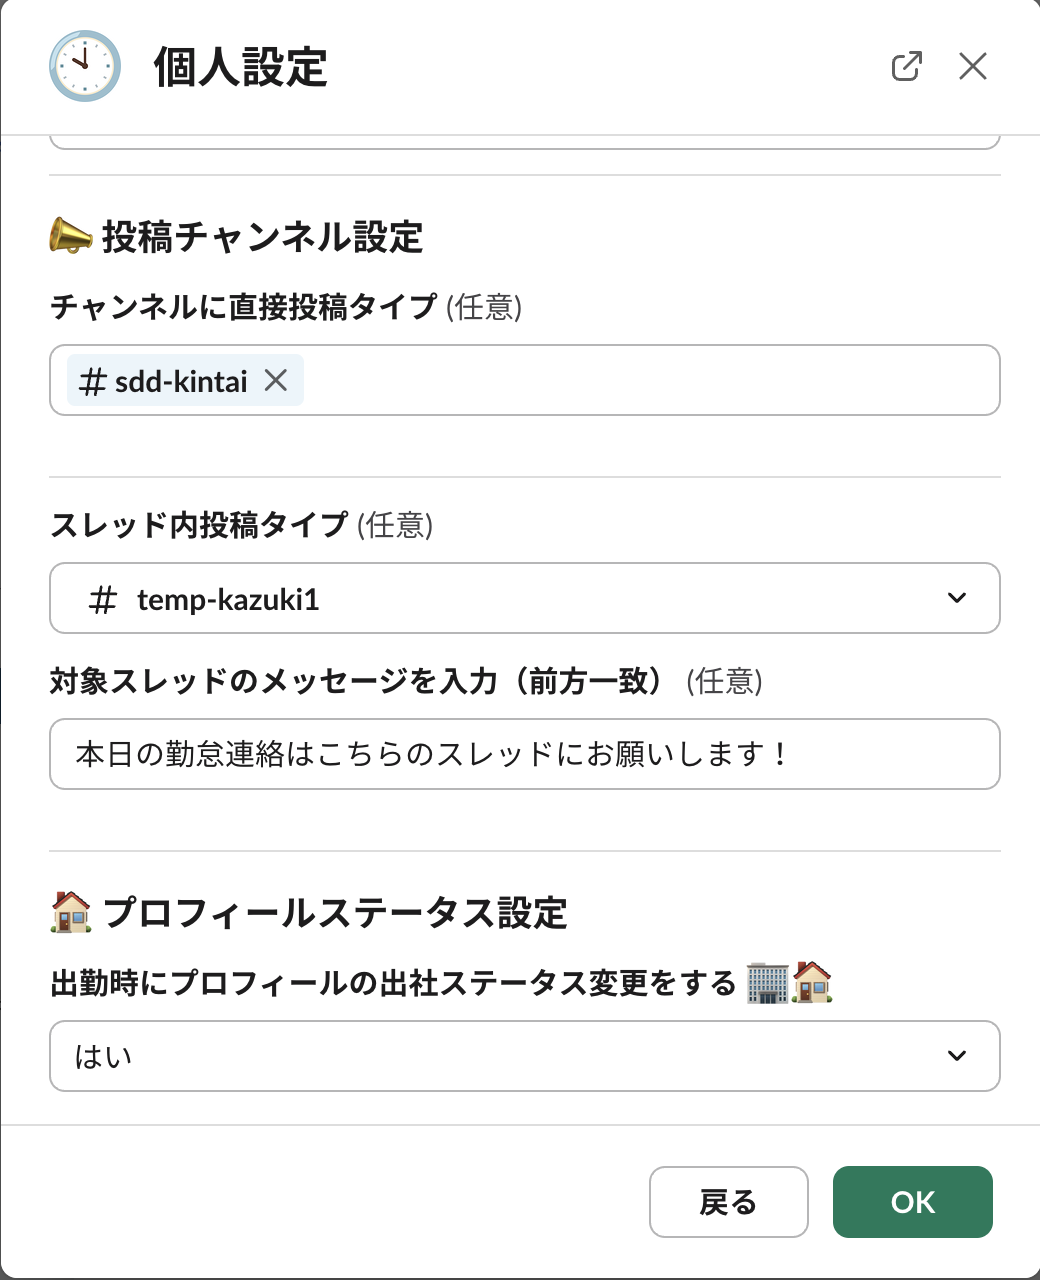 個人設定
投稿チャンネル設定
チャンネルに直接投稿タイプ (任意)
# sdd-kintai
スレッド内投稿タイプ (任意)
# temp-kazuki1
対象スレッドのメッセージを入力（前方一致） (任意)
本日の勤怠連絡はこちらのスレッドにお願いします！
プロフィールステータス設定
出勤時にプロフィールの出社ステータス変更をする
はい
戻る
OK